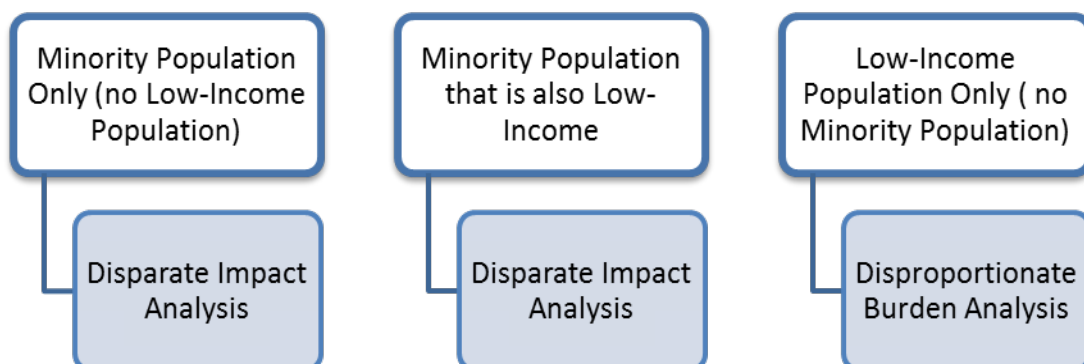 Minority Population
Only (no Low-Income
Population)
Disparate Impact
Analysis
Minority Population
that is also Low-
Income
Disparate Impact
Analysis
Low-Income
Population Only ( no
Minority Population)
Disproportionate
Burden Analysis